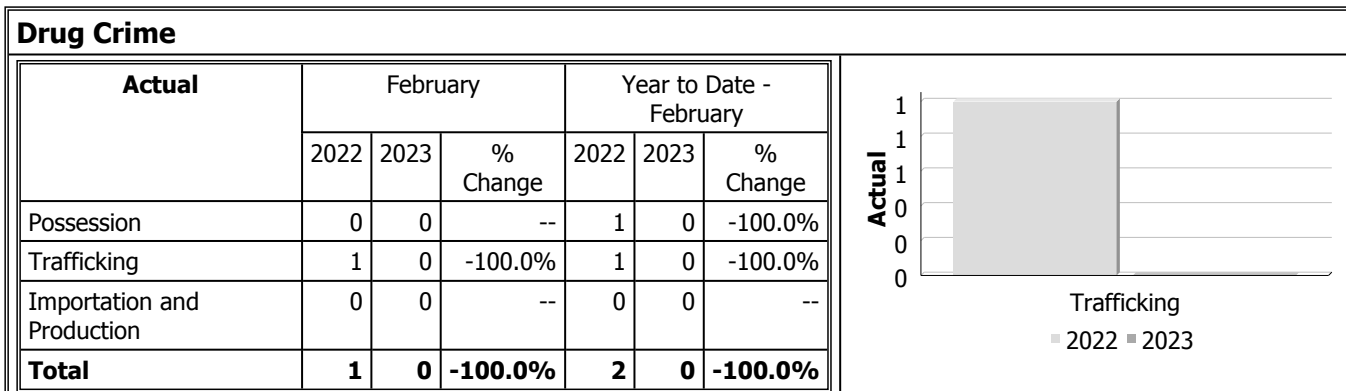 Drug Crime
Actual February Year to Date -
February
2022 2023 % 2022 2023 %
Change Change
Possession 0 0 -- 1 0 -100.0%
Trafficking 1 0 -100.0% 1 0 -100.0%
Importation and 0 0 -- 0 0 --
Production
Total 1 0 -100.0% 2 0 -100.0%
Actual
1
1
1
0
0
0
Trafficking
2022 2023